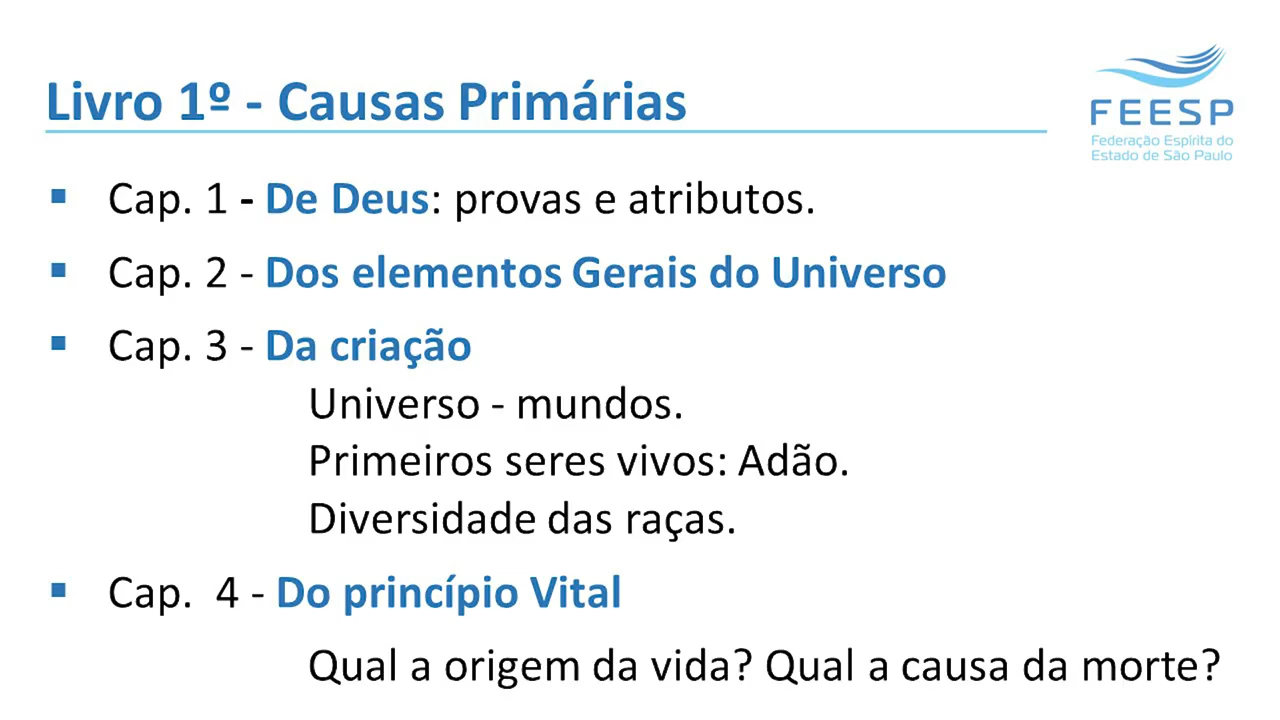 Livro 1º - Causas Primárias
FEESP
Federação Espírita do
Estado de São Paulo
▪ Cap. 1 - De Deus: provas e atributos.
▪ Cap. 2 - Dos elementos Gerais do Universo
▪ Cap. 3 - Da criação
Universo - mundos.
Primeiros seres vivos: Adão.
Diversidade das raças.
▪ Cap. 4 - Do princípio Vital
Qual a origem da vida? Qual a causa da morte?